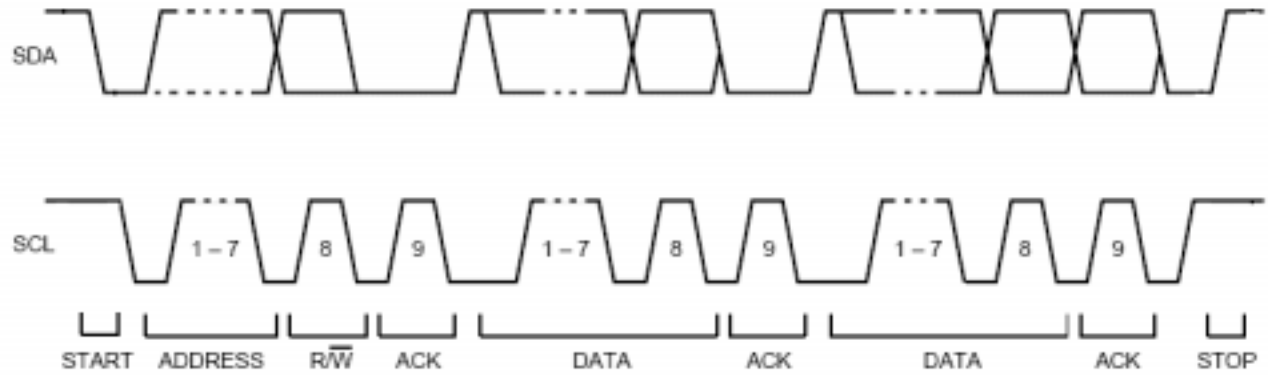 SDA
SCL
1 – 7 8 9 1 – 7 8 9 1 – 7 8 9
START ADDRESS R/W̅ ACK DATA ACK DATA ACK STOP